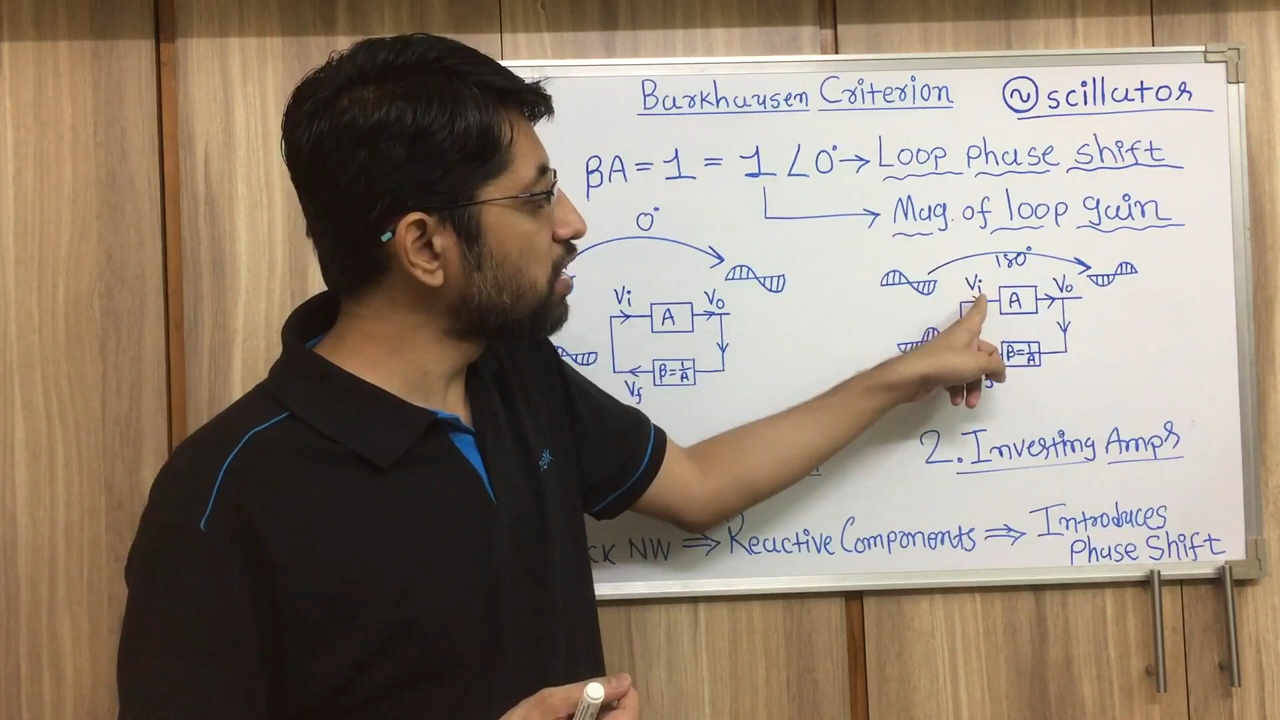 Barkhausen Criterion
Oscillator
βA = 1 = 1∠0° → Loop phase shift
Mag. of loop gain
0°
180°
Vi
A
Vo
β=1/A
Vf
Vi
A
Vo
β=1/A
2. Inverting Amps
CK NW ⇒ Reactive Components ⇒ Introduces
Phase Shift